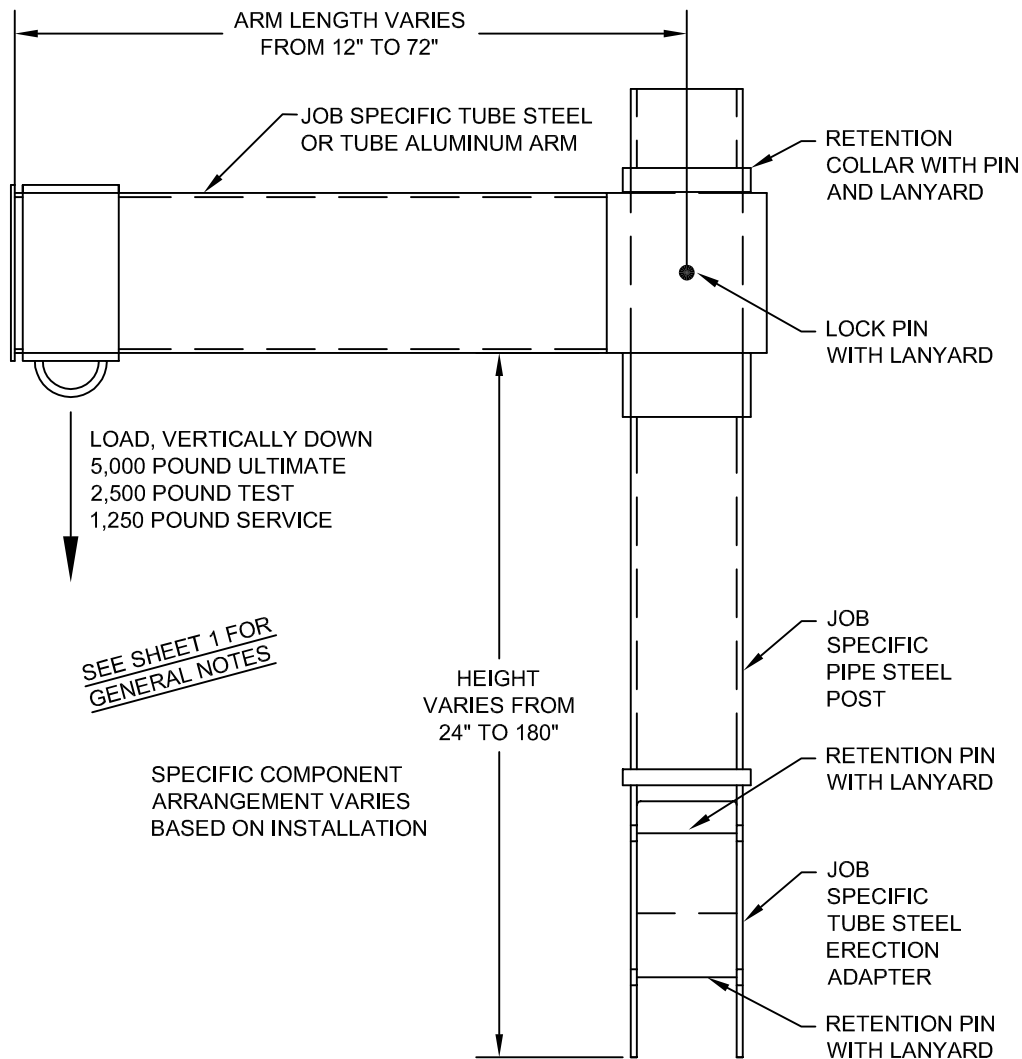 ARM LENGTH VARIES
FROM 12" TO 72"
JOB SPECIFIC TUBE STEEL
OR TUBE ALUMINUM ARM
RETENTION
COLLAR WITH PIN
AND LANYARD
LOCK PIN
WITH LANYARD
LOAD, VERTICALLY DOWN
5,000 POUND ULTIMATE
2,500 POUND TEST
1,250 POUND SERVICE
SEE SHEET 1 FOR
GENERAL NOTES
HEIGHT
VARIES FROM
24" TO 180"
JOB
SPECIFIC
PIPE STEEL
POST
SPECIFIC COMPONENT
ARRANGEMENT VARIES
BASED ON INSTALLATION
RETENTION PIN
WITH LANYARD
JOB
SPECIFIC
TUBE STEEL
ERECTION
ADAPTER
RETENTION PIN
WITH LANYARD